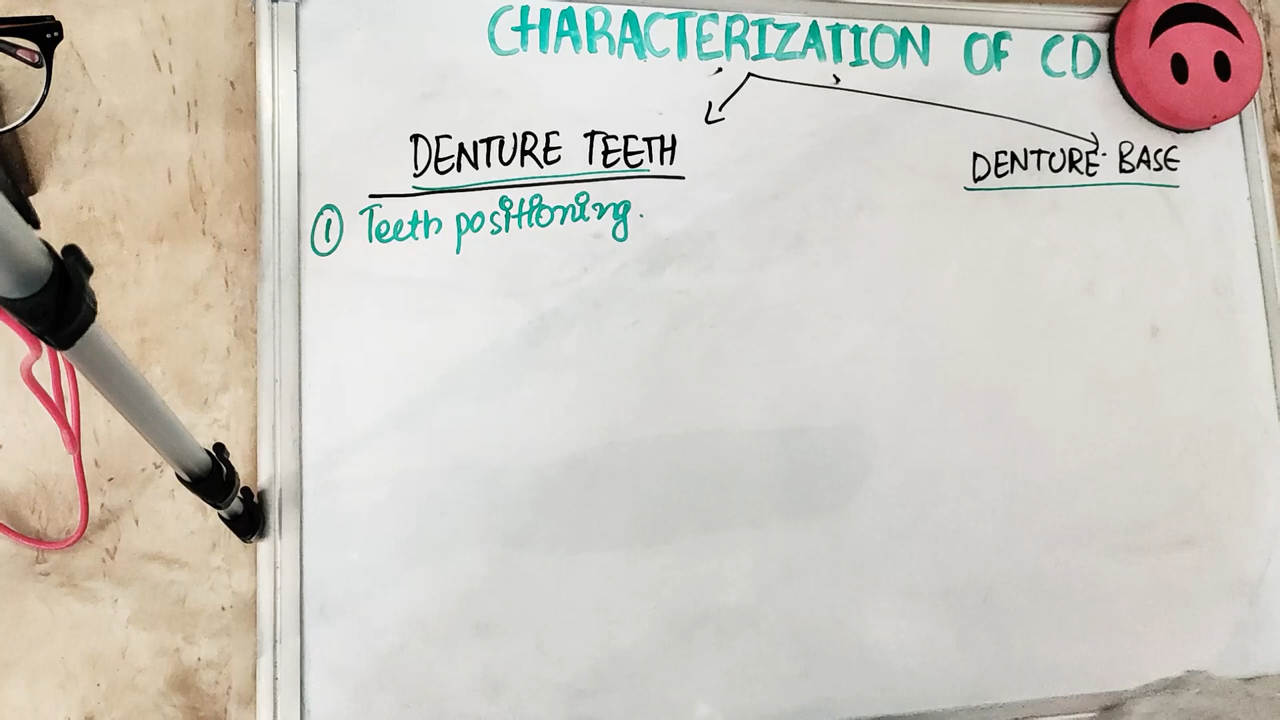 CHARACTERIZATION OF CD
DENTURE TEETH
DENTURE BASE
① Teeth positioning.